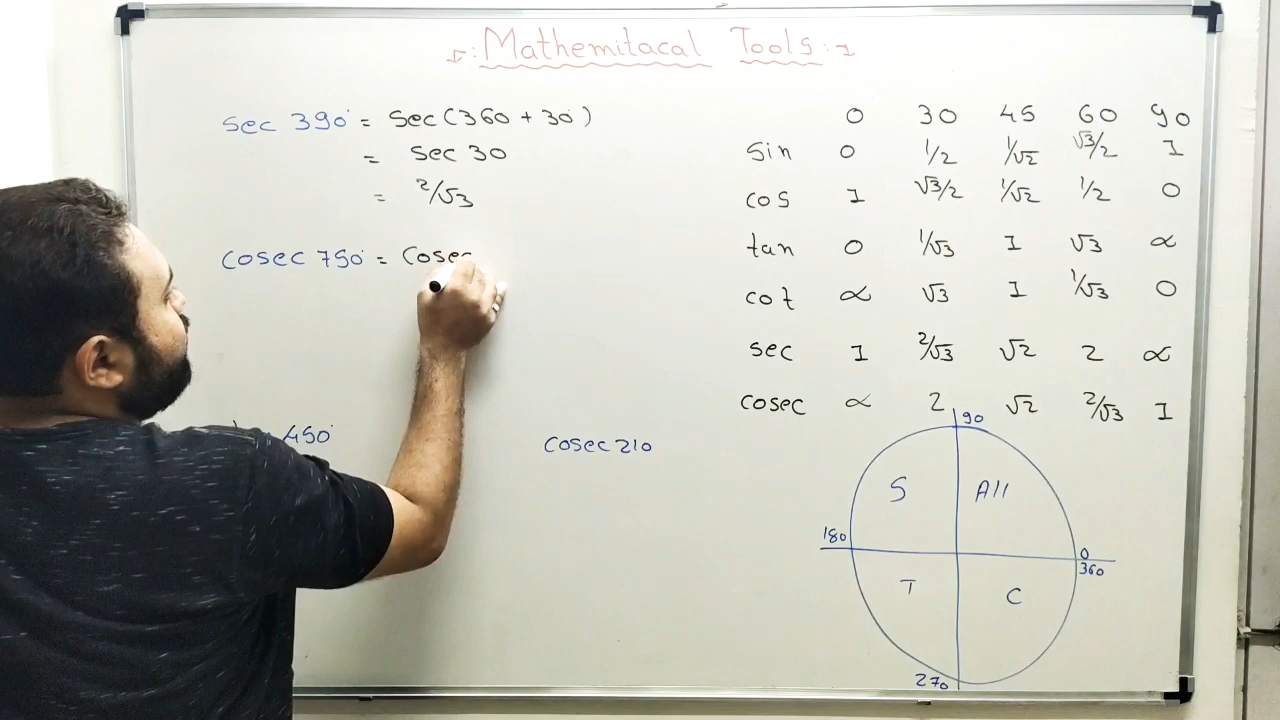 Mathemitacal Tools:-1
sec 390° = sec(360 + 30°)
= sec 30
= 2/√3
cosec 750° = cosec
450°
cosec 210
0 30 45 60 90
sin 0 1/2 1/√2 √3/2 1
cos 1 √3/2 1/√2 1/2 0
tan 0 1/√3 1 √3 ∝
cot ∝ √3 1 1/√3 0
sec 1 2/√3 √2 2 ∝
cosec ∝ 2 √2 2/√3 1
90
S All
180 0
360
T C
270